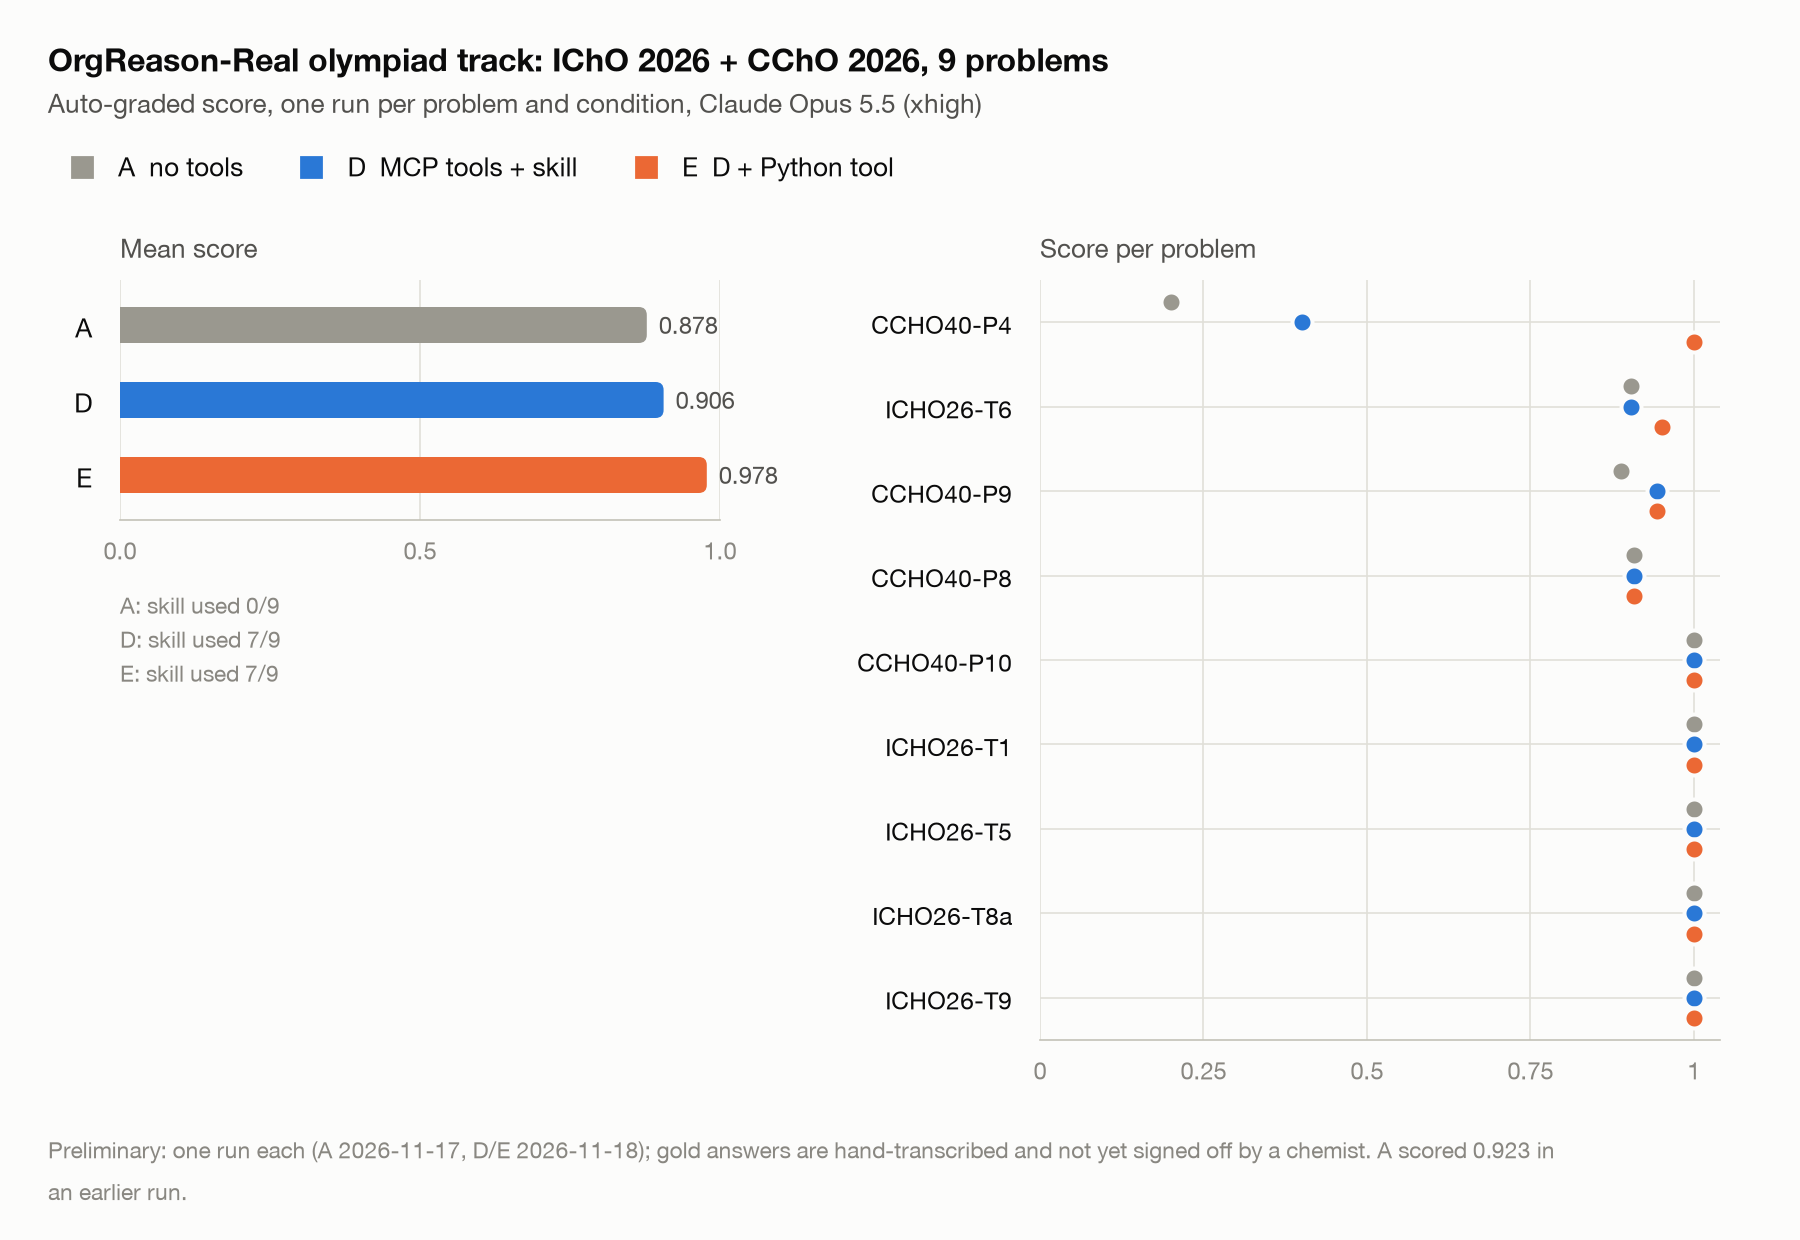 OrgReason-Real olympiad track: IChO 2026 + CChO 2026, 9 problems
Auto-graded score, one run per problem and condition, Claude Opus 5.5 (xhigh)
A no tools
D MCP tools + skill
E D + Python tool
Mean score
A
0.878
D
0.906
E
0.978
0.0 0.5 1.0
A: skill used 0/9
D: skill used 7/9
E: skill used 7/9
Score per problem
CCHO40-P4
ICHO26-T6
CCHO40-P9
CCHO40-P8
CCHO40-P10
ICHO26-T1
ICHO26-T5
ICHO26-T8a
ICHO26-T9
0 0.25 0.5 0.75 1
Preliminary: one run each (A 2026-11-17, D/E 2026-11-18); gold answers are hand-transcribed and not yet signed off by a chemist. A scored 0.923 in
an earlier run.